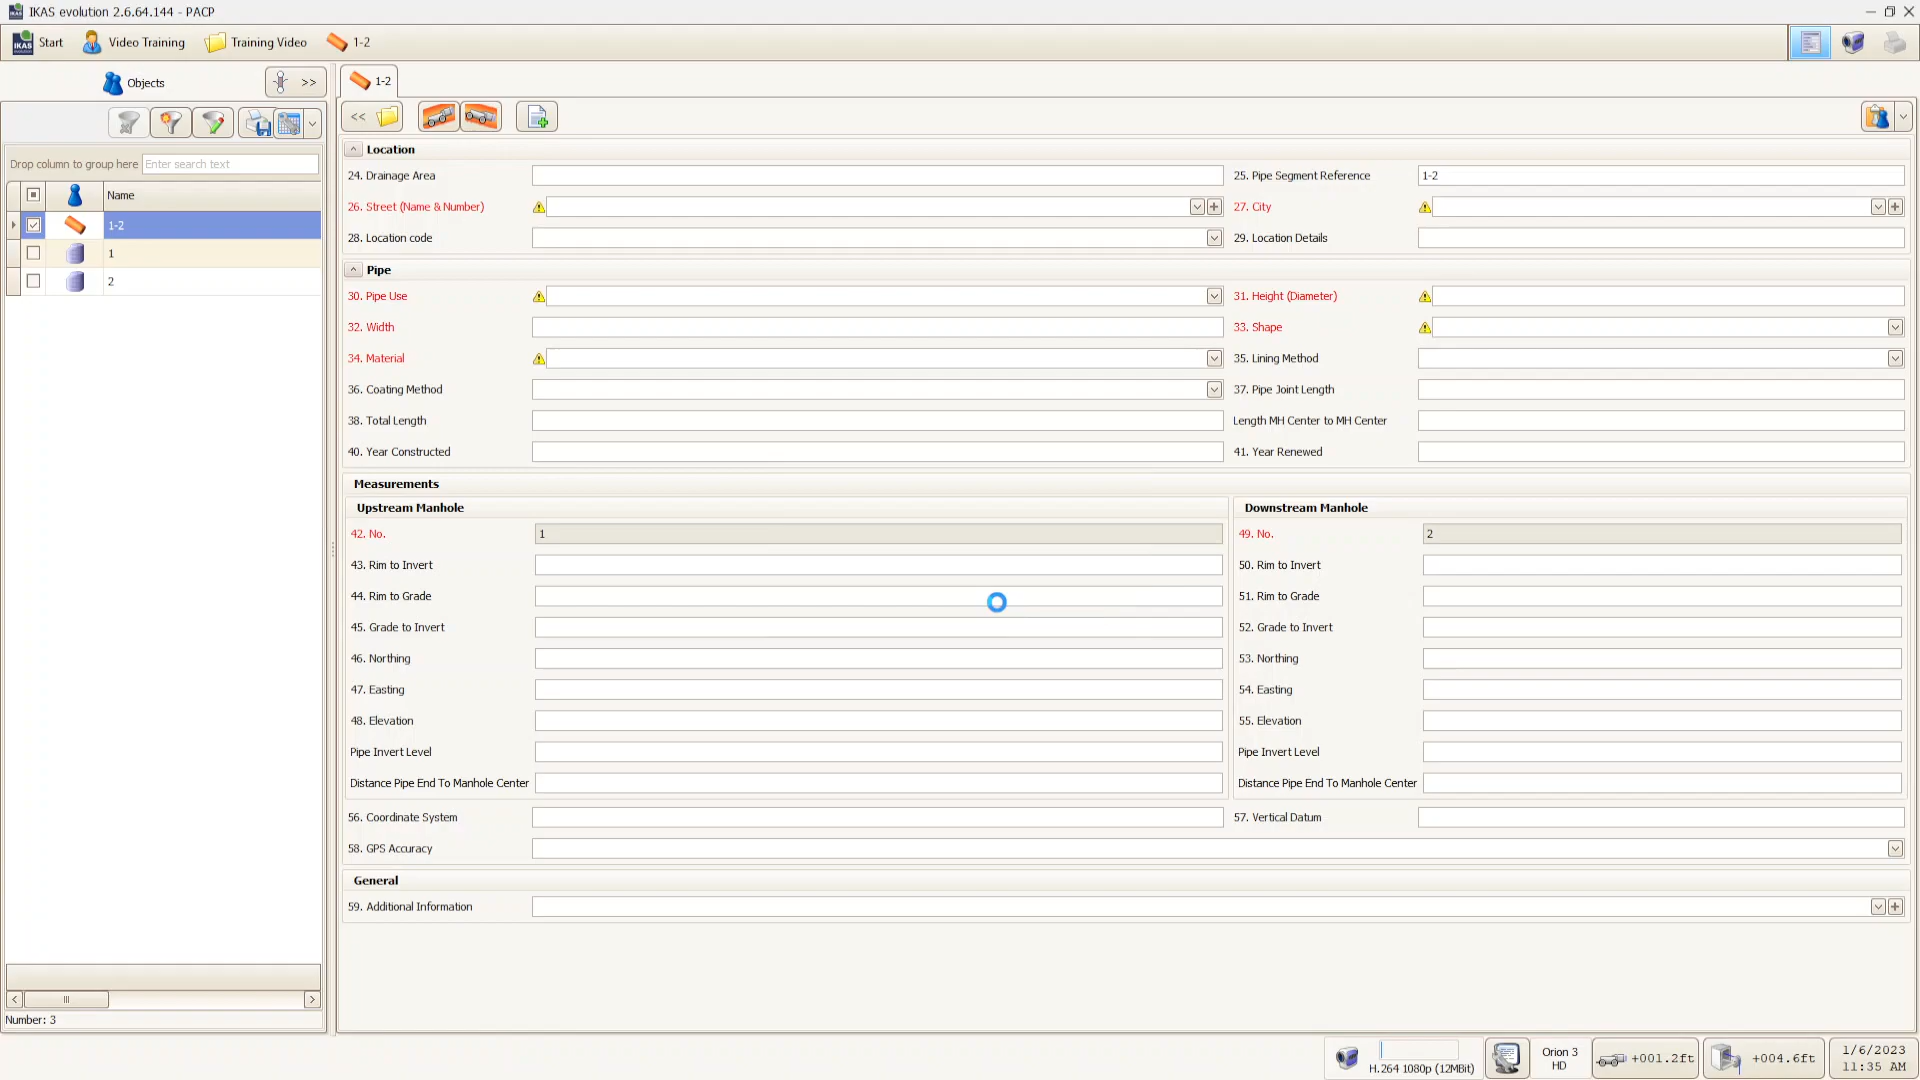 IKAS evolution 2.6.64.144 - PACP
Start Video Training Training Video 1-2
Objects >> 1-2
<<
Drop column to group here Enter search text
Name
1-2
1
2
Number: 3
Location
24. Drainage Area 25. Pipe Segment Reference 1-2
26. Street (Name & Number) 27. City
28. Location code 29. Location Details
Pipe
30. Pipe Use 31. Height (Diameter)
32. Width 33. Shape
34. Material 35. Lining Method
36. Coating Method 37. Pipe Joint Length
38. Total Length Length MH Center to MH Center
40. Year Constructed 41. Year Renewed
Measurements
Upstream Manhole Downstream Manhole
42. No. 1 49. No. 2
43. Rim to Invert 50. Rim to Invert
44. Rim to Grade 51. Rim to Grade
45. Grade to Invert 52. Grade to Invert
46. Northing 53. Northing
47. Easting 54. Easting
48. Elevation 55. Elevation
Pipe Invert Level Pipe Invert Level
Distance Pipe End To Manhole Center Distance Pipe End To Manhole Center
56. Coordinate System 57. Vertical Datum
58. GPS Accuracy
General
59. Additional Information
H.264 1080p (12MBit) Orion 3 HD +001.2ft +004.6ft 1/6/2023
11:35 AM